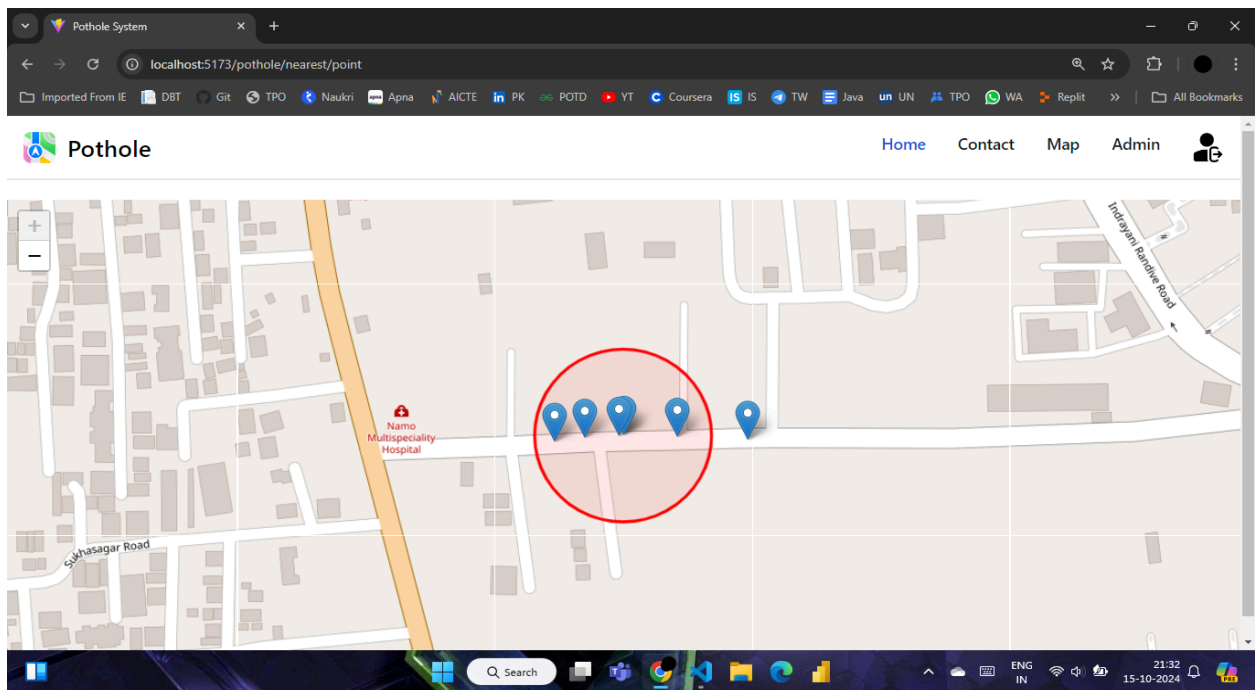 Pothole System
localhost:5173/pothole/nearest/point
Imported From IE DBT Git TPO Naukri Apna AICTE PK POTD YT Coursera IS TW Java UN TPO WA Replit » All Bookmarks
Pothole
Home Contact Map Admin
+
−
Indrayani Randive Road
Namo
Multispeciality
Hospital
Sukhasagar Road
Search
ENG
IN
21:32
15-10-2024